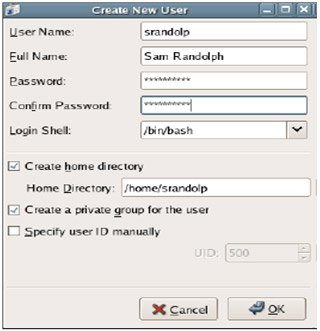 Create New User
User Name: srandolp
Full Name: Sam Randolph
Password: **********
Confirm Password: **********
Login Shell: /bin/bash
Create home directory
Home Directory: /home/srandolp
Create a private group for the user
Specify user ID manually
UID: 500
Cancel OK